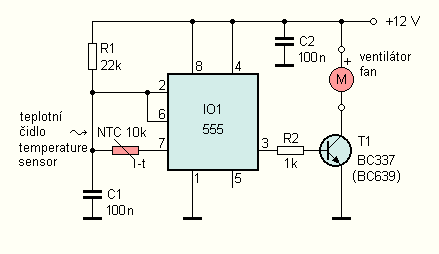 +12 V
R1
22k
8
4
C2
100n
+
ventilátor
fan
M
2
6
7
IO1
555
teplotní
čidlo
temperature
sensor
NTC 10k
-t
3
R2
1k
T1
BC337
(BC639)
1
5
C1
100n